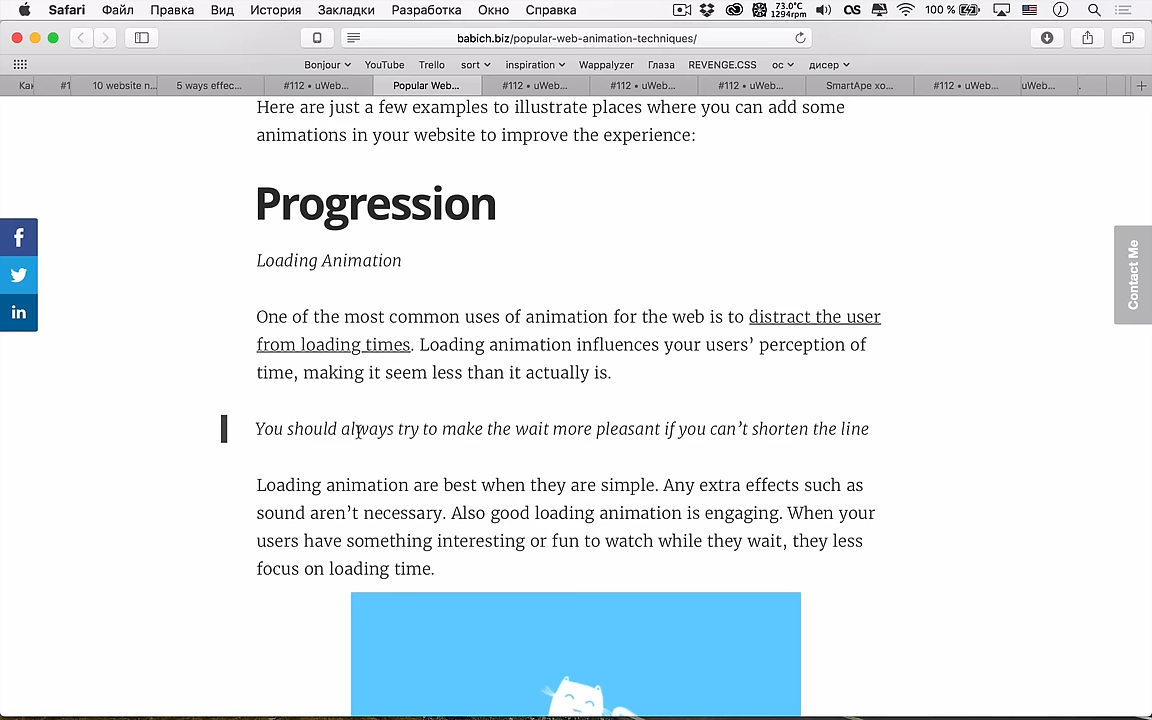 Safari Файл Правка Вид История Закладки Разработка Окно Справка 73.0°C 1294rpm 100 %
babich.biz/popular-web-animation-techniques/
Bonjour YouTube Trello sort inspiration Wappalyzer Глаза REVENGE.CSS ос дисер
#1 10 website n... 5 ways effec... #112 • uWeb... Popular Web... #112 • uWeb... #112 • uWeb... #112 • uWeb... SmartApe хо... #112 • uWeb... uWeb...
Here are just a few examples to illustrate places where you can add some
animations in your website to improve the experience:
Progression
Loading Animation
One of the most common uses of animation for the web is to distract the user
from loading times. Loading animation influences your users’ perception of
time, making it seem less than it actually is.
You should always try to make the wait more pleasant if you can’t shorten the line
Loading animation are best when they are simple. Any extra effects such as
sound aren’t necessary. Also good loading animation is engaging. When your
users have something interesting or fun to watch while they wait, they less
focus on loading time.
Contact Me